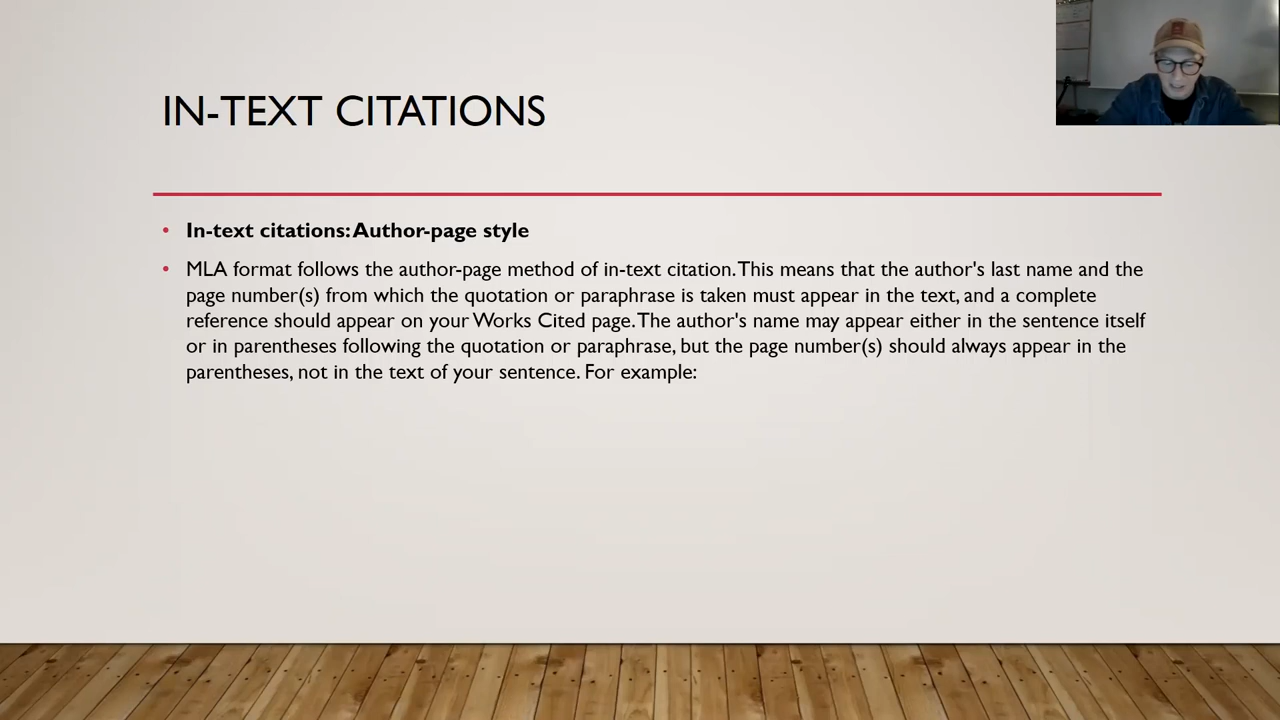 IN-TEXT CITATIONS
In-text citations: Author-page style
MLA format follows the author-page method of in-text citation. This means that the author's last name and the
page number(s) from which the quotation or paraphrase is taken must appear in the text, and a complete
reference should appear on your Works Cited page. The author's name may appear either in the sentence itself
or in parentheses following the quotation or paraphrase, but the page number(s) should always appear in the
parentheses, not in the text of your sentence. For example: